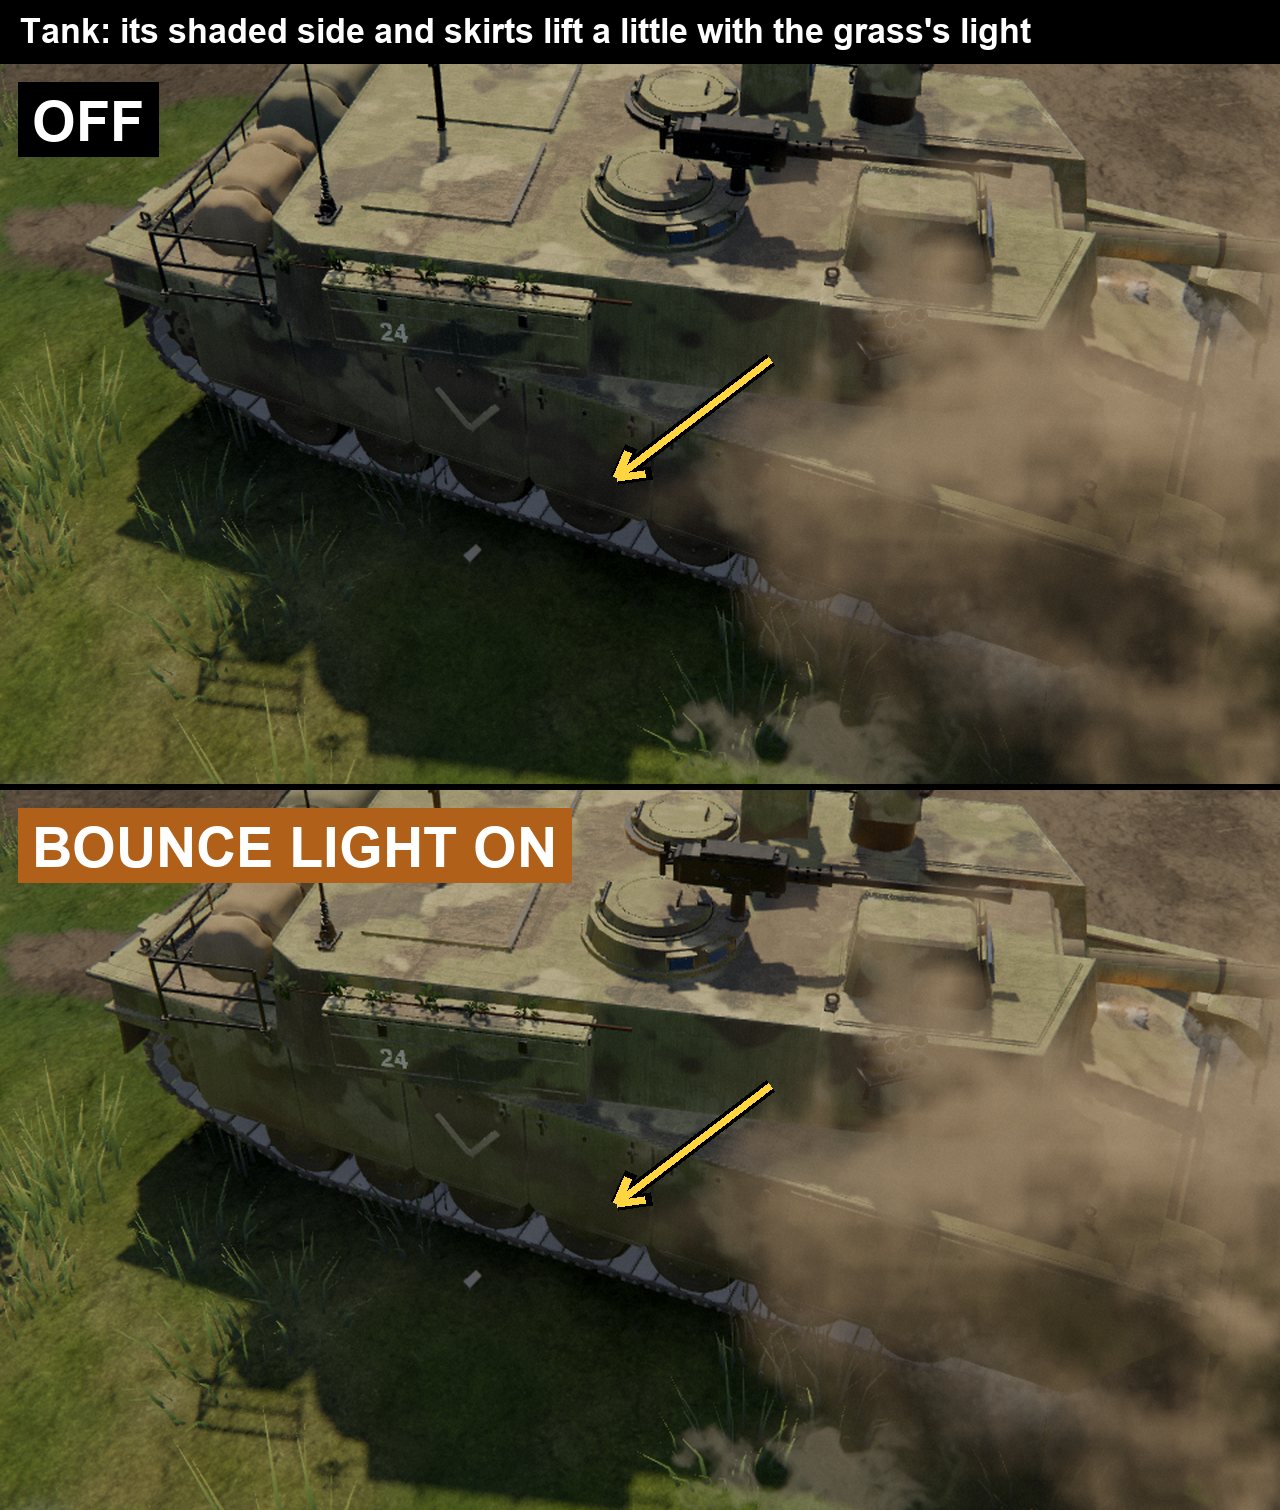 Tank: its shaded side and skirts lift a little with the grass's light
OFF
24
BOUNCE LIGHT ON
24